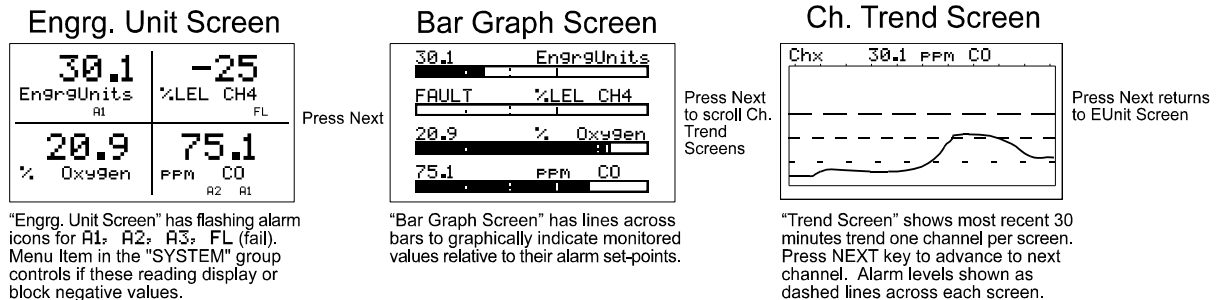 Engrg. Unit Screen
30.1
EngrgUnits
A1
-25
%LEL CH4
FL
20.9
% Oxygen
75.1
PPM CO
A2 A1
"Engrg. Unit Screen" has flashing alarm
icons for A1, A2, A3, FL (fail).
Menu Item in the "SYSTEM" group
controls if these reading display or
block negative values.
Press Next
Bar Graph Screen
30.1 EngrgUnits
FAULT %LEL CH4
20.9 % Oxygen
75.1 PPM CO
"Bar Graph Screen" has lines across
bars to graphically indicate monitored
values relative to their alarm set-points.
Press Next
to scroll Ch.
Trend
Screens
Ch. Trend Screen
Chx 30.1 PPM CO
"Trend Screen" shows most recent 30
minutes trend one channel per screen.
Press NEXT key to advance to next
channel. Alarm levels shown as
dashed lines across each screen.
Press Next returns
to EUnit Screen